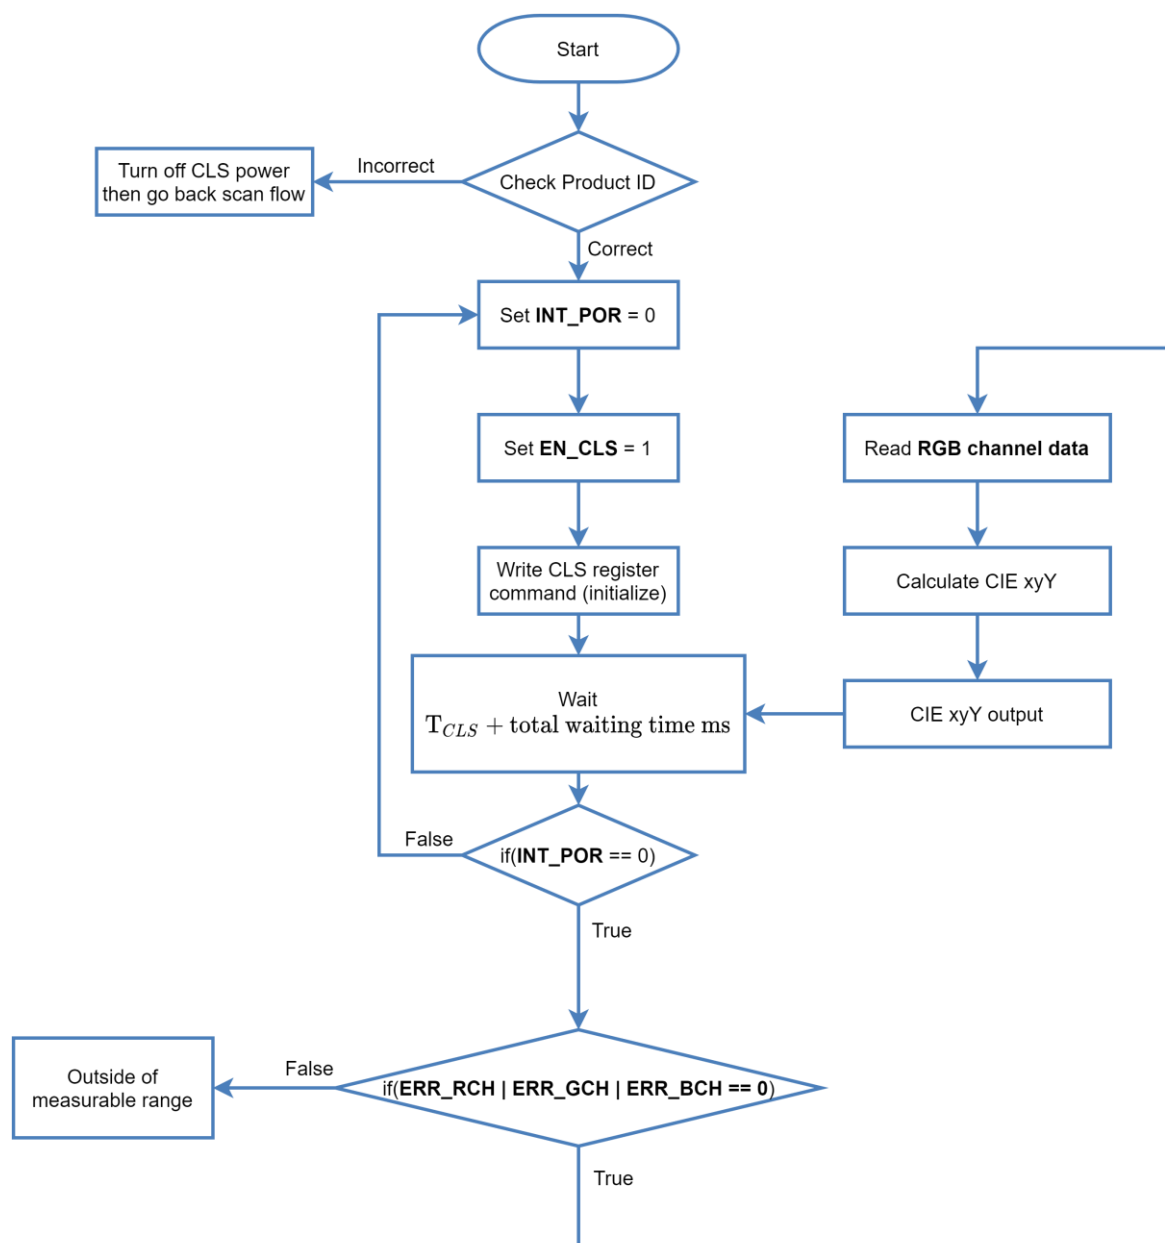 Start
Check Product ID
Incorrect
Turn off CLS power
then go back scan flow
Correct
Set INT_POR = 0
Set EN_CLS = 1
Write CLS register
command (initialize)
Wait
T_{CLS} + total waiting time ms
if(INT_POR == 0)
False
True
if(ERR_RCH | ERR_GCH | ERR_BCH == 0)
False
Outside of
measurable range
True
Read RGB channel data
Calculate CIE xyY
CIE xyY output